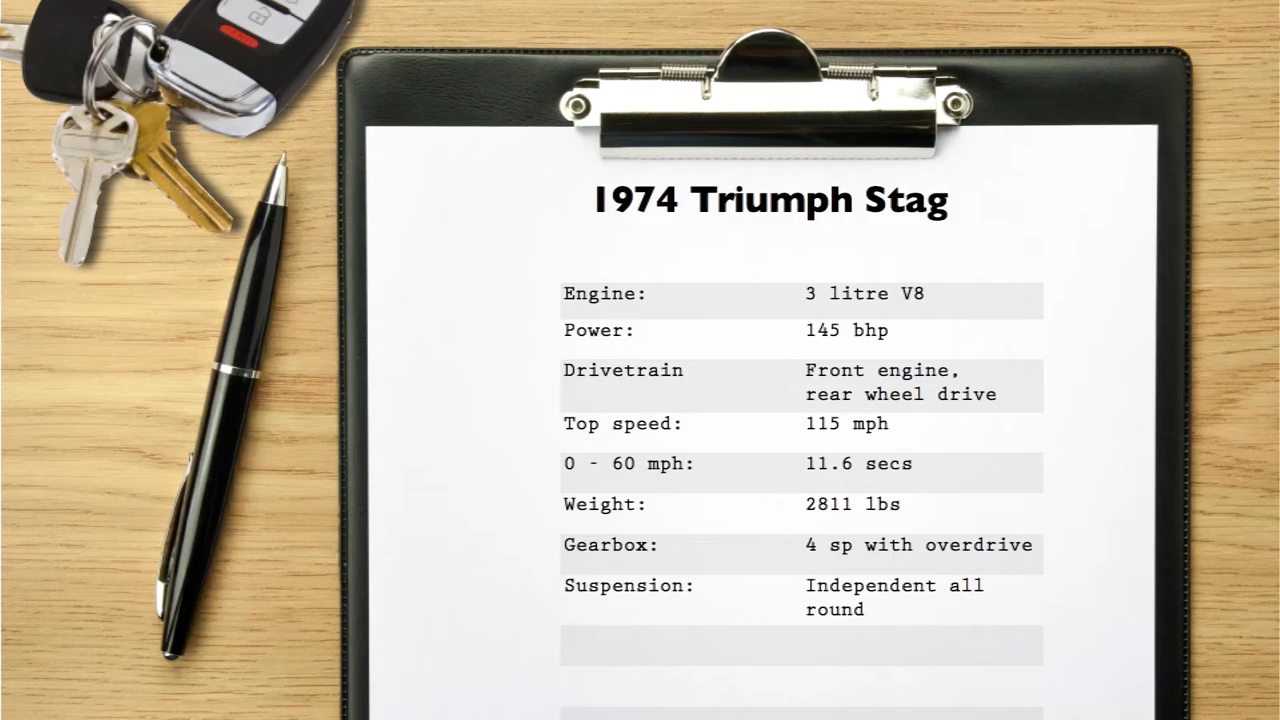 1974 Triumph Stag
Engine: 3 litre V8
Power: 145 bhp
Drivetrain Front engine,
rear wheel drive
Top speed: 115 mph
0 - 60 mph: 11.6 secs
Weight: 2811 lbs
Gearbox: 4 sp with overdrive
Suspension: Independent all
round